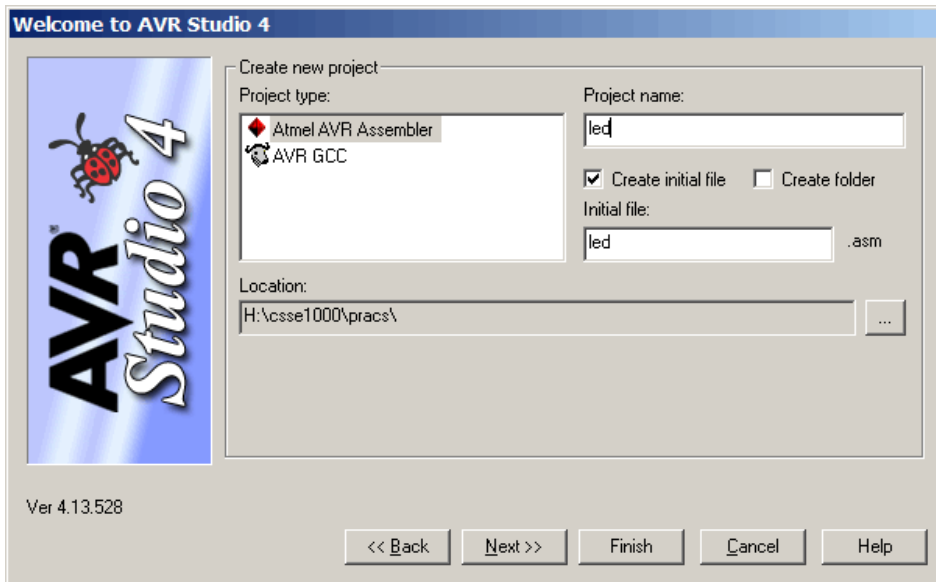 Welcome to AVR Studio 4
AVR® Studio 4
Create new project
Project type:
Atmel AVR Assembler
AVR GCC
Project name:
led
Create initial file
Create folder
Initial file:
led
.asm
Location:
H:\csse1000\pracs\
...
Ver 4.13.528
<< Back
Next >>
Finish
Cancel
Help